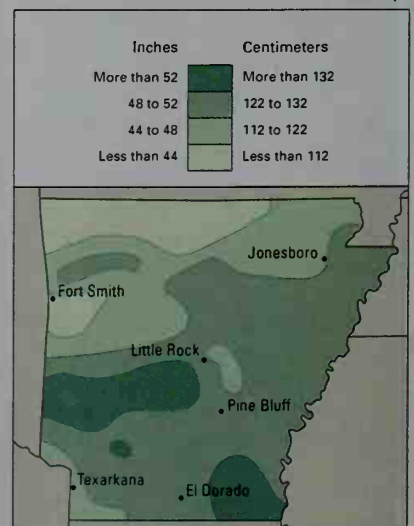 Inches Centimeters
More than 52 More than 132
48 to 52 122 to 132
44 to 48 112 to 122
Less than 44 Less than 112
Jonesboro
Fort Smith
Little Rock
Pine Bluff
Texarkana
El Dorado